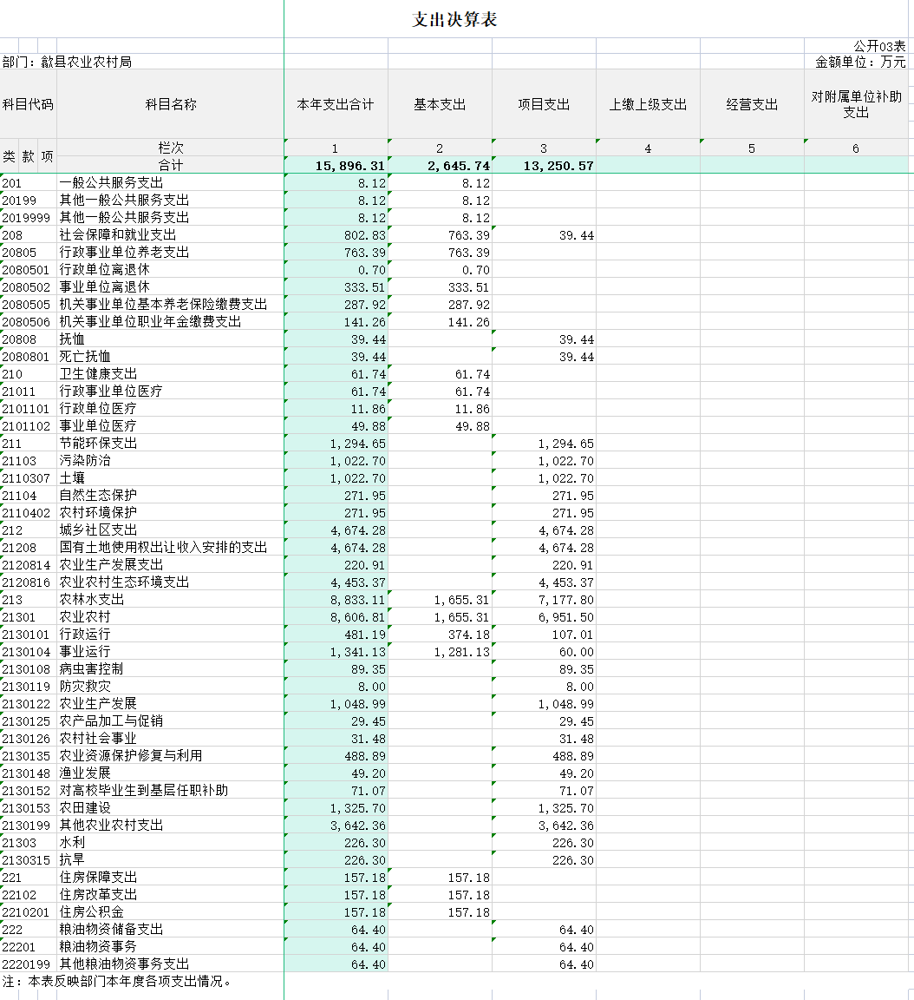 支出决算表
公开03表
部门：歙县农业农村局 金额单位：万元
科目代码 科目名称 本年支出合计 基本支出 项目支出 上缴上级支出 经营支出 对附属单位补助支出
类 款 项 栏次 1 2 3 4 5 6
合计 15,896.31 2,645.74 13,250.57
201 一般公共服务支出 8.12 8.12
20199 其他一般公共服务支出 8.12 8.12
2019999 其他一般公共服务支出 8.12 8.12
208 社会保障和就业支出 802.83 763.39 39.44
20805 行政事业单位养老支出 763.39 763.39
2080501 行政单位离退休 0.70 0.70
2080502 事业单位离退休 333.51 333.51
2080505 机关事业单位基本养老保险缴费支出 287.92 287.92
2080506 机关事业单位职业年金缴费支出 141.26 141.26
20808 抚恤 39.44 39.44
2080801 死亡抚恤 39.44 39.44
210 卫生健康支出 61.74 61.74
21011 行政事业单位医疗 61.74 61.74
2101101 行政单位医疗 11.86 11.86
2101102 事业单位医疗 49.88 49.88
211 节能环保支出 1,294.65 1,294.65
21103 污染防治 1,022.70 1,022.70
2110307 土壤 1,022.70 1,022.70
21104 自然生态保护 271.95 271.95
2110402 农村环境保护 271.95 271.95
212 城乡社区支出 4,674.28 4,674.28
21208 国有土地使用权出让收入安排的支出 4,674.28 4,674.28
2120814 农业生产发展支出 220.91 220.91
2120816 农业农村生态环境支出 4,453.37 4,453.37
213 农林水支出 8,833.11 1,655.31 7,177.80
21301 农业农村 8,606.81 1,655.31 6,951.50
2130101 行政运行 481.19 374.18 107.01
2130104 事业运行 1,341.13 1,281.13 60.00
2130108 病虫害控制 89.35 89.35
2130119 防灾救灾 8.00 8.00
2130122 农业生产发展 1,048.99 1,048.99
2130125 农产品加工与促销 29.45 29.45
2130126 农村社会事业 31.48 31.48
2130135 农业资源保护修复与利用 488.89 488.89
2130148 渔业发展 49.20 49.20
2130152 对高校毕业生到基层任职补助 71.07 71.07
2130153 农田建设 1,325.70 1,325.70
2130199 其他农业农村支出 3,642.36 3,642.36
21303 水利 226.30 226.30
2130315 抗旱 226.30 226.30
221 住房保障支出 157.18 157.18
22102 住房改革支出 157.18 157.18
2210201 住房公积金 157.18 157.18
222 粮油物资储备支出 64.40 64.40
22201 粮油物资事务 64.40 64.40
2220199 其他粮油物资事务支出 64.40 64.40
注：本表反映部门本年度各项支出情况。